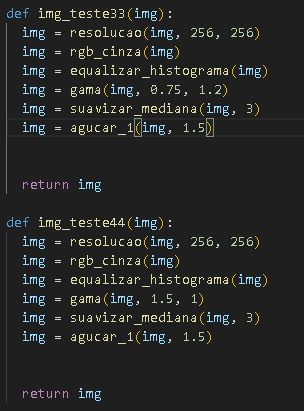 def img_teste33(img):
  img = resolucao(img, 256, 256)
  img = rgb_cinza(img)
  img = equalizar_histograma(img)
  img = gama(img, 0.75, 1.2)
  img = suavizar_mediana(img, 3)
  img = agucar_1(img, 1.5)
  return img
def img_teste44(img):
  img = resolucao(img, 256, 256)
  img = rgb_cinza(img)
  img = equalizar_histograma(img)
  img = gama(img, 1.5, 1)
  img = suavizar_mediana(img, 3)
  img = agucar_1(img, 1.5)
  return img